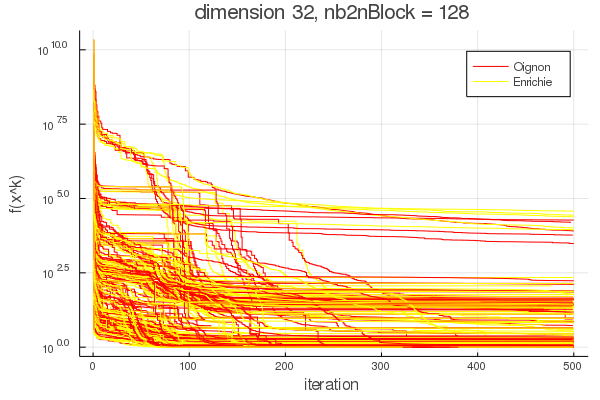 dimension 32, nb2nBlock = 128
Oignon
Enrichie
10^10.0
10^7.5
10^5.0
10^2.5
10^0.0
f(x^k)
0
100
200
300
400
500
iteration